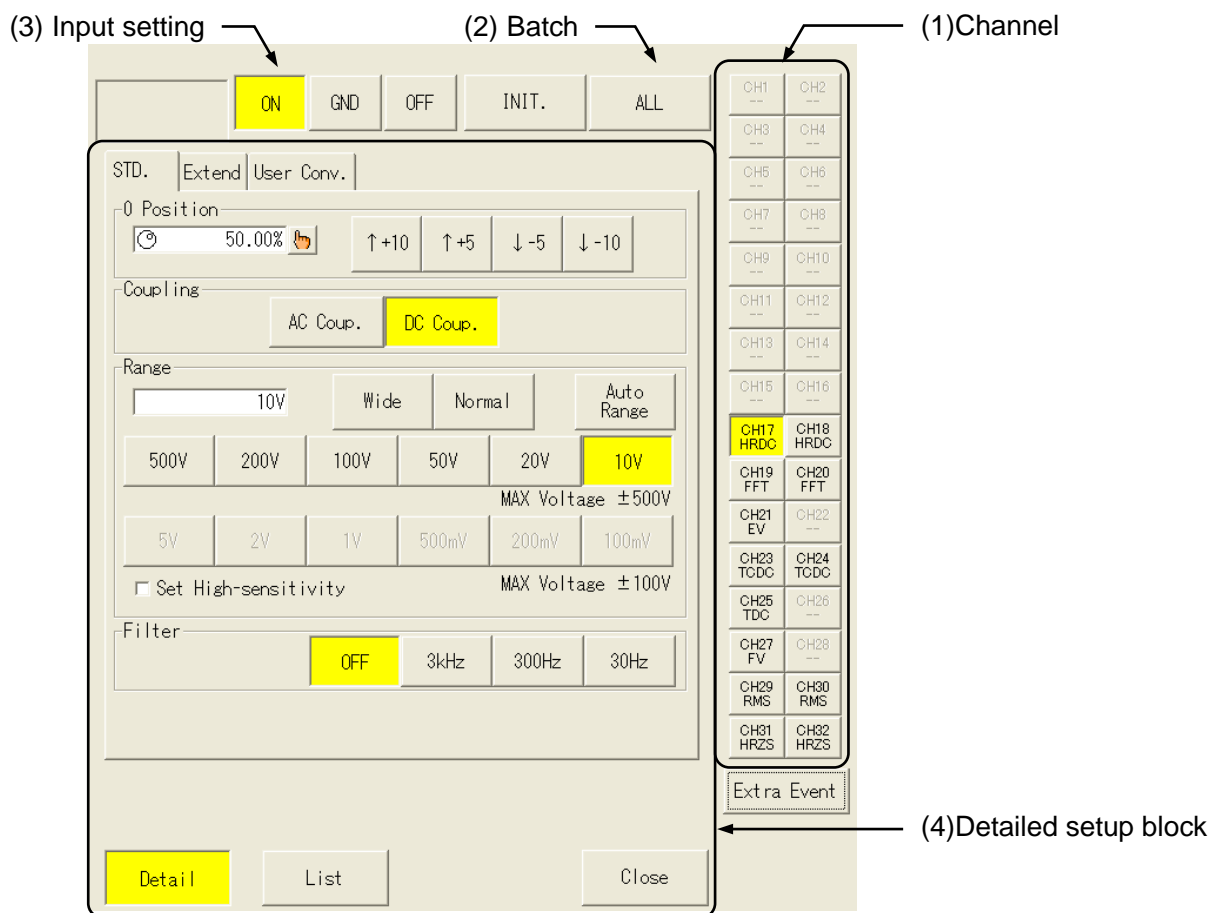 (3) Input setting
(2) Batch
(1)Channel
ON GND OFF INIT. ALL
STD. Extend User Conv.
0 Position
50.00% ↑+10 ↑+5 ↓-5 ↓-10
Coupling
AC Coup. DC Coup.
Range
10V Wide Normal Auto Range
500V 200V 100V 50V 20V 10V
MAX Voltage ±500V
5V 2V 1V 500mV 200mV 100mV
Set High-sensitivity MAX Voltage ±100V
Filter
OFF 3kHz 300Hz 30Hz
Detail List Close
CH1 CH2
-- --
CH3 CH4
-- --
CH5 CH6
-- --
CH7 CH8
-- --
CH9 CH10
-- --
CH11 CH12
-- --
CH13 CH14
-- --
CH15 CH16
-- --
CH17 CH18
HRDC HRDC
CH19 CH20
FFT FFT
CH21 CH22
EV --
CH23 CH24
TCDC TCDC
CH25 CH26
TDC --
CH27 CH28
FV --
CH29 CH30
RMS RMS
CH31 CH32
HRZS HRZS
Extra Event
(4)Detailed setup block